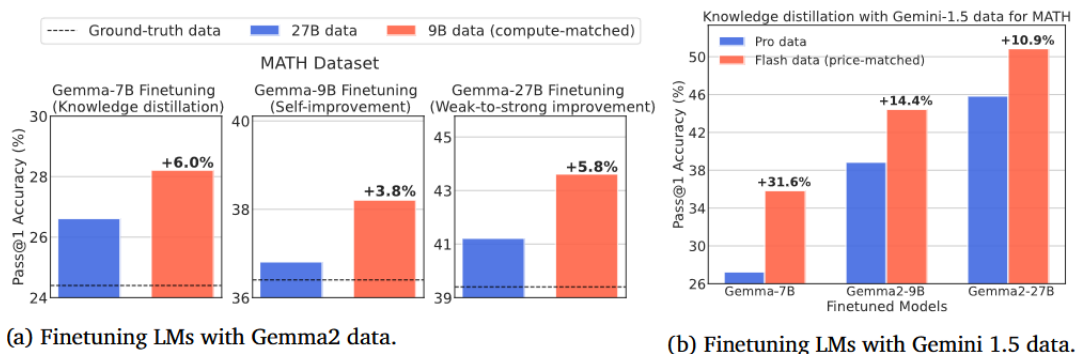 Ground-truth data
27B data
9B data (compute-matched)
MATH Dataset
Gemma-7B Finetuning
(Knowledge distillation)
Gemma-9B Finetuning
(Self-improvement)
Gemma-27B Finetuning
(Weak-to-strong improvement)
Pass@1 Accuracy (%)
30
28
26
24
+6.0%
40
38
36
+3.8%
45
43
41
39
+5.8%
(a) Finetuning LMs with Gemma2 data.
Knowledge distillation with Gemini-1.5 data for MATH
Pro data
Flash data (price-matched)
Pass@1 Accuracy (%)
50
46
42
38
34
30
26
+31.6%
+14.4%
+10.9%
Gemma-7B
Gemma2-9B
Gemma2-27B
Finetuned Models
(b) Finetuning LMs with Gemini 1.5 data.